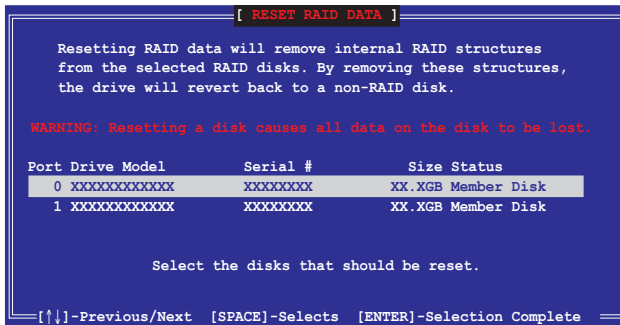 [ RESET RAID DATA ]
Resetting RAID data will remove internal RAID structures
from the selected RAID disks. By removing these structures,
the drive will revert back to a non-RAID disk.
WARNING: Resetting a disk causes all data on the disk to be lost.
Port Drive Model Serial # Size Status
0 XXXXXXXXXXXX XXXXXXXX XX.XGB Member Disk
1 XXXXXXXXXXXX XXXXXXXX XX.XGB Member Disk
Select the disks that should be reset.
[↑↓]-Previous/Next [SPACE]-Selects [ENTER]-Selection Complete